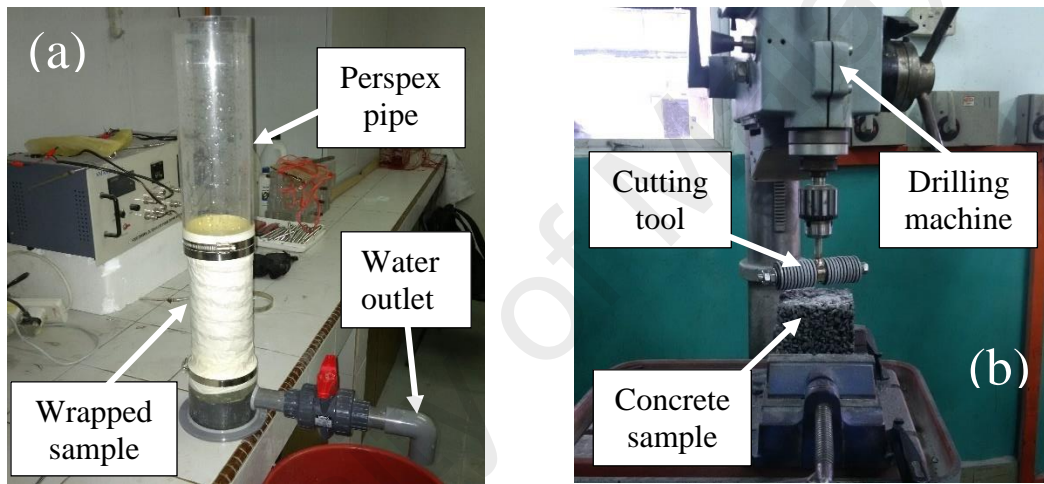 (a)
Perspex
pipe
Water
outlet
Wrapped
sample
Cutting
tool
Drilling
machine
Concrete
sample
(b)